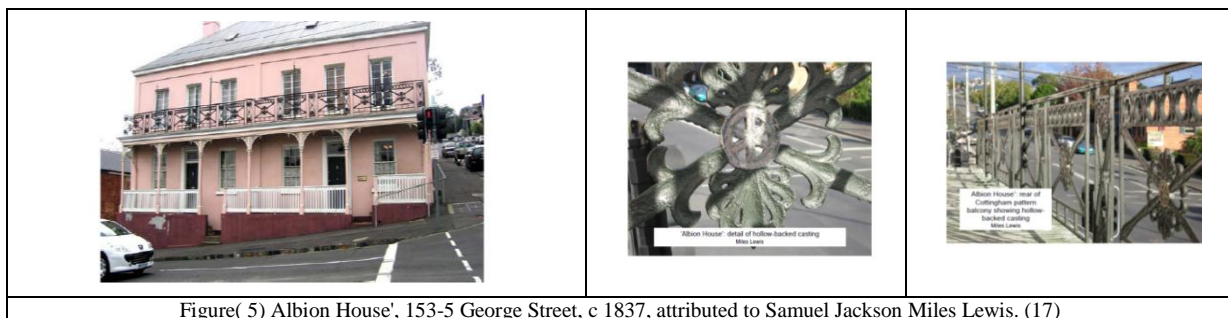 'Albion House': detail of hollow-backed casting
Miles Lewis
Albion House': rear of
Cottingham pattern
balcony showing hollow-
backed casting
Miles Lewis
Figure( 5) Albion House', 153-5 George Street, c 1837, attributed to Samuel Jackson Miles Lewis. (17)